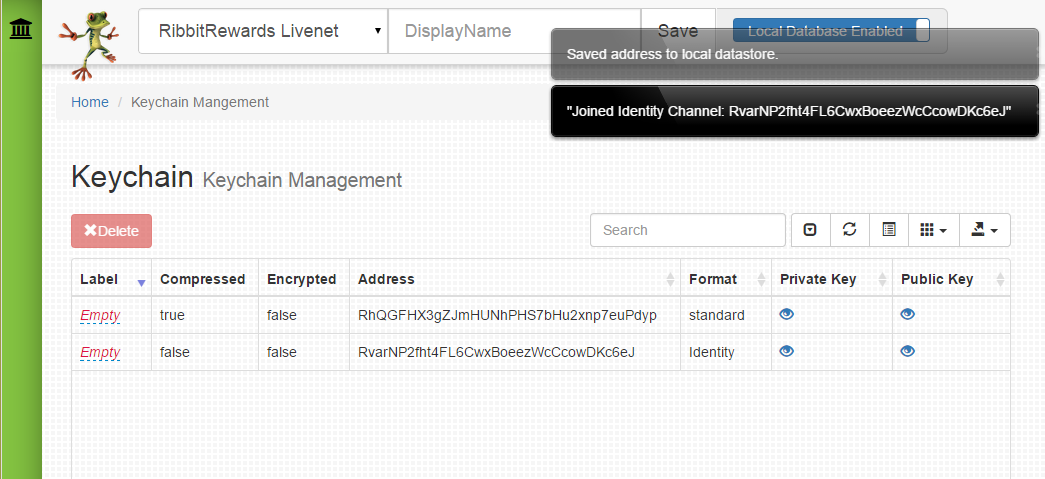 RibbitRewards Livenet DisplayName Save Local Database Enabled
Saved address to local datastore.
"Joined Identity Channel: RvarNP2fht4FL6CwxBoeezWcCcowDKc6eJ"
Home / Keychain Mangement
Keychain Keychain Management
Delete Search
Label Compressed Encrypted Address Format Private Key Public Key
Empty true false RhQGFHX3gZJmHUNhPHS7bHu2xnp7euPdyp standard
Empty false false RvarNP2fht4FL6CwxBoeezWcCcowDKc6eJ Identity